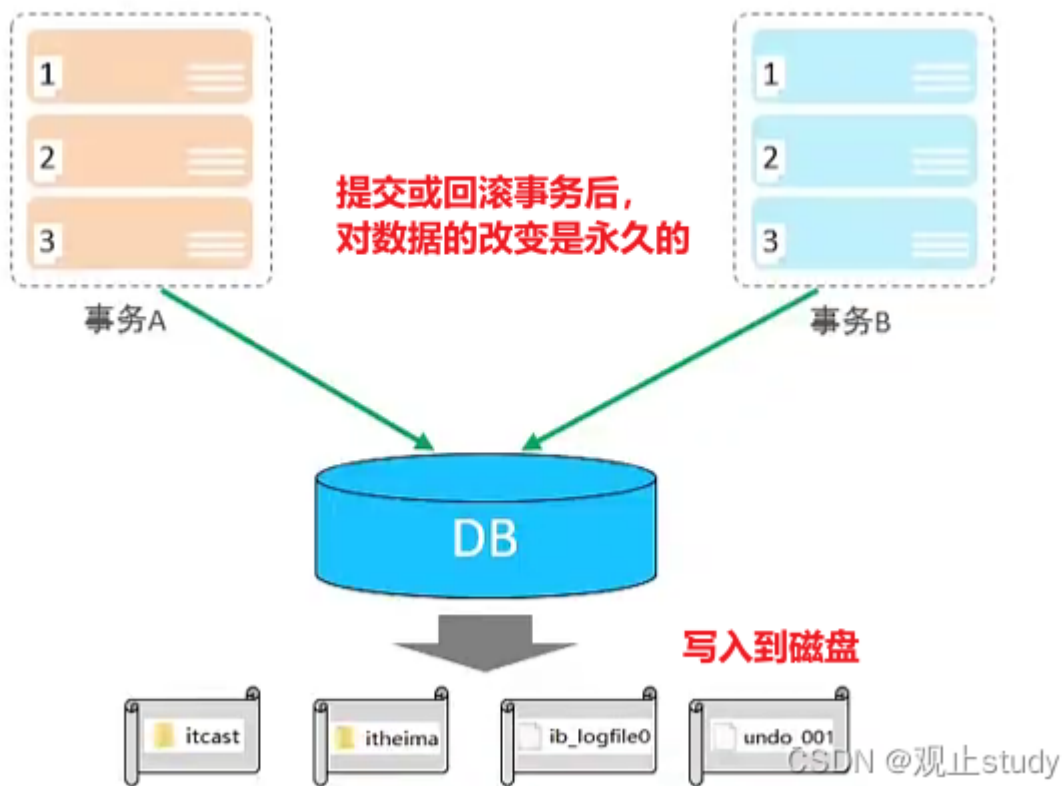 1
2
3
事务A
1
2
3
事务B
提交或回滚事务后,
对数据的改变是永久的
DB
写入到磁盘
itcast
itheima
ib_logfile0
undo_001
CSDN @观止study